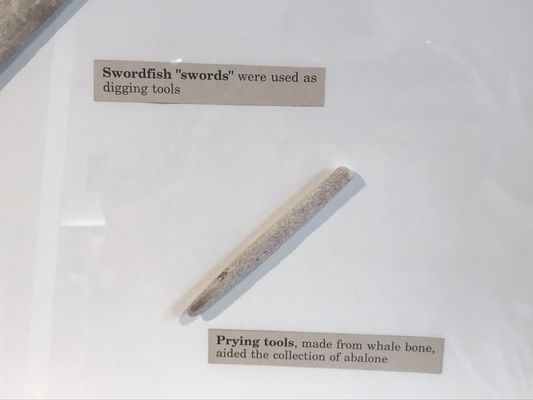 Swordfish "swords" were used as
digging tools
Prying tools, made from whale bone,
aided the collection of abalone